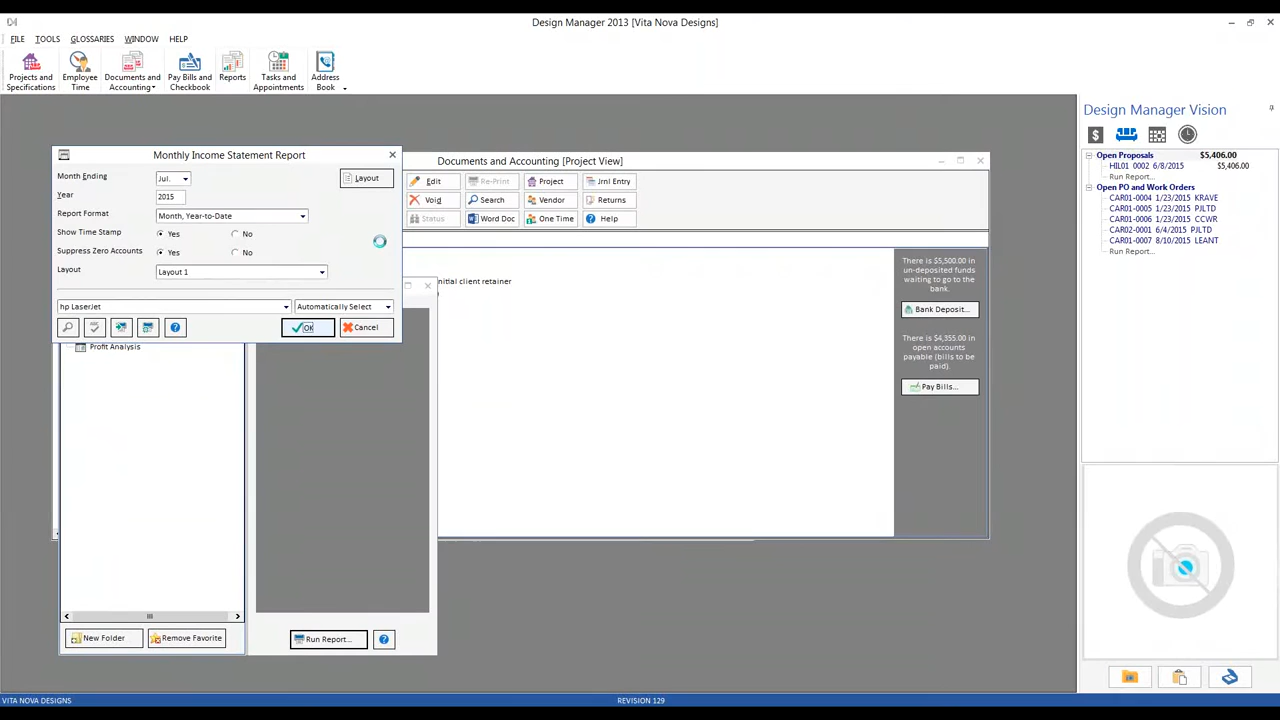 Design Manager 2013 [Vita Nova Designs]
FILE TOOLS GLOSSARIES WINDOW HELP
Projects and Specifications
Employee Time
Documents and Accounting
Pay Bills and Checkbook
Reports
Tasks and Appointments
Address Book
Monthly Income Statement Report
Month Ending Jul.
Layout
Year 2015
Report Format Month, Year-to-Date
Show Time Stamp Yes No
Suppress Zero Accounts Yes No
Layout Layout 1
hp LaserJet Automatically Select
OK Cancel
Profit Analysis
New Folder Remove Favorite
Run Report...
Documents and Accounting [Project View]
Edit Re-Print Project Jrnl Entry
Void Search Vendor Returns
Status Word Doc One Time Help
nitial client retainer
There is $5,500.00 in
un-deposited funds
waiting to go to the
bank.
Bank Deposit...
There is $4,355.00 in
open accounts
payable (bills to be
paid).
Pay Bills...
Design Manager Vision
Open Proposals $5,406.00
HIL01 0002 6/8/2015 $5,406.00
Run Report...
Open PO and Work Orders
CAR01-0004 1/23/2015 KRAVE
CAR01-0005 1/23/2015 PJLTD
CAR01-0006 1/23/2015 CCWR
CAR02-0001 6/4/2015 PJLTD
CAR01-0007 8/10/2015 LEANT
Run Report...
VITA NOVA DESIGNS
REVISION 129